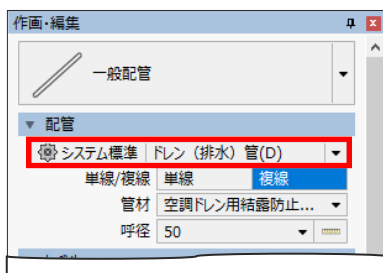 作画・編集
一般配管
配管
システム標準 ドレン（排水）管(D)
単線/複線 単線 複線
管材 空調ドレン用結露防止...
呼径 50